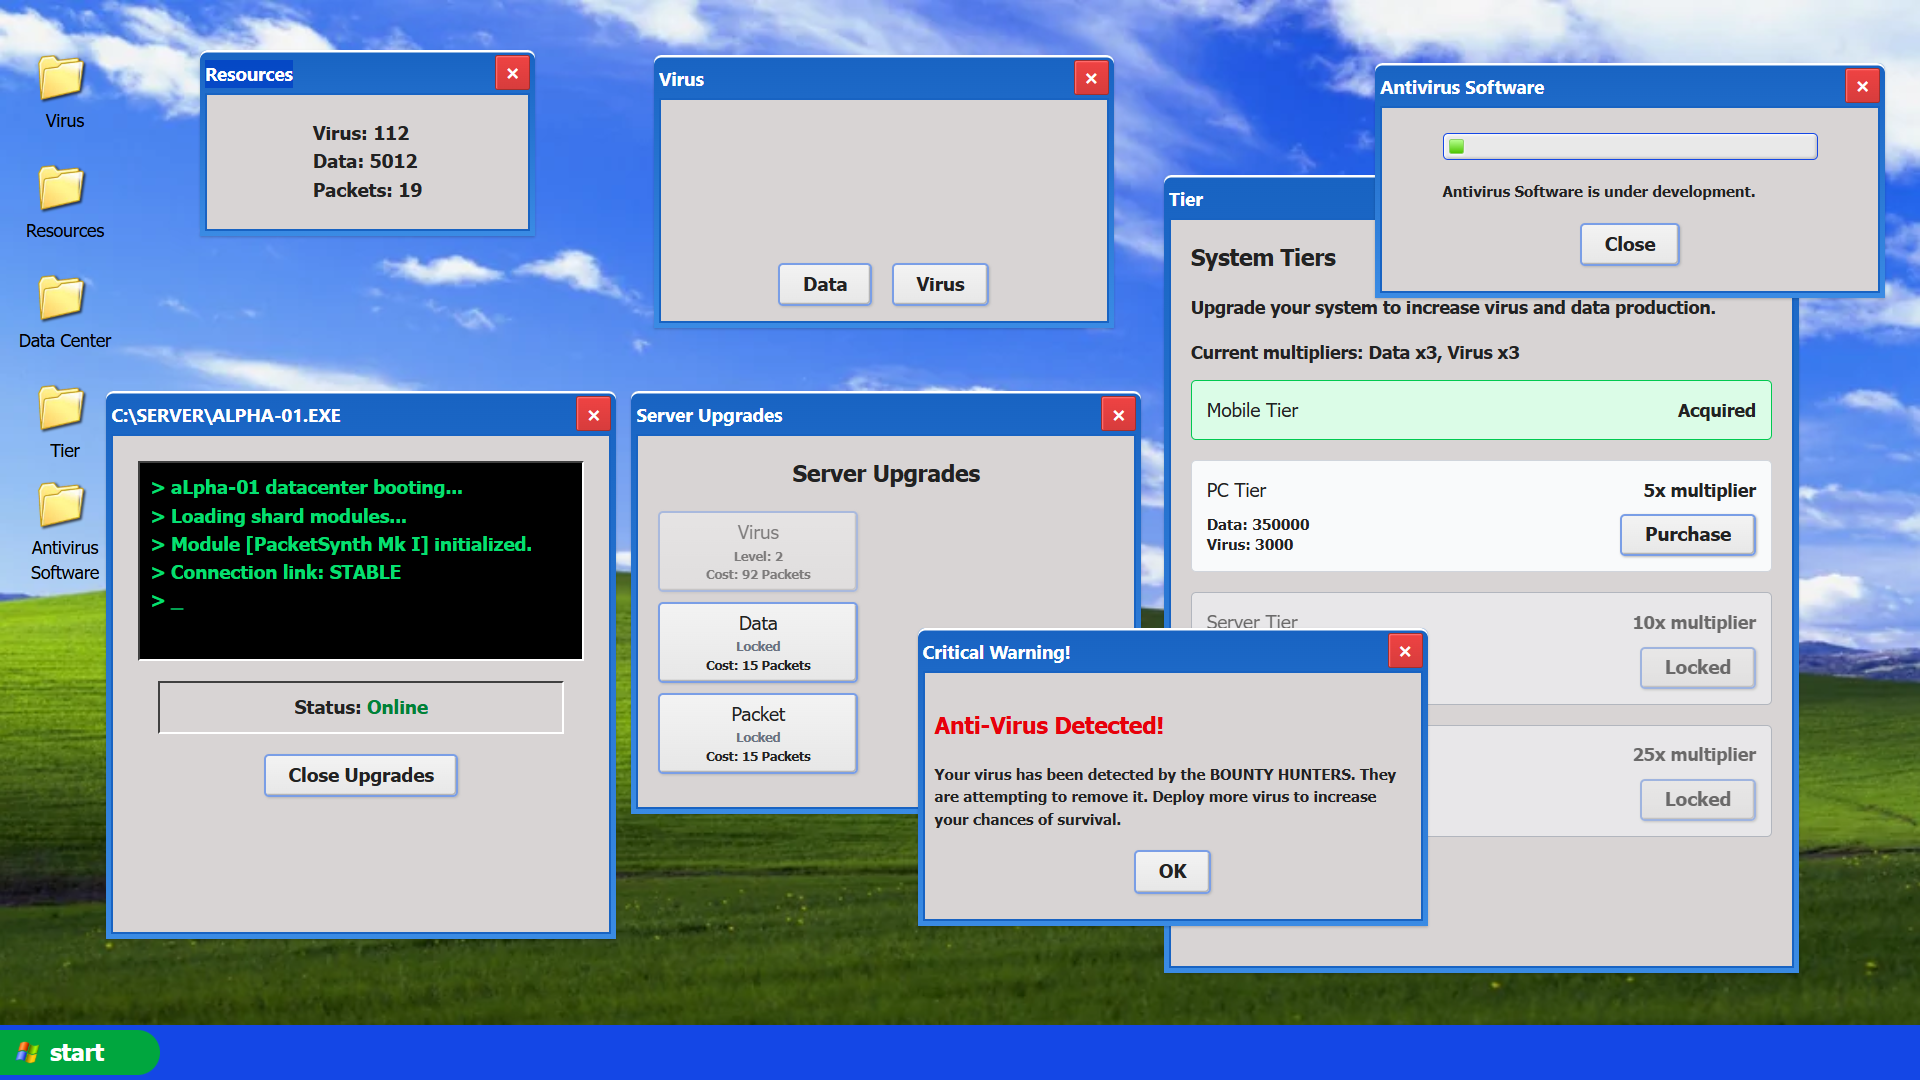 Virus
Resources
Data Center
Tier
Antivirus
Software
Resources
Virus: 112
Data: 5012
Packets: 19
Virus
Data
Virus
Antivirus Software
Antivirus Software is under development.
Close
Tier
System Tiers
Upgrade your system to increase virus and data production.
Current multipliers: Data x3, Virus x3
Mobile Tier
Acquired
PC Tier
5x multiplier
Data: 350000
Virus: 3000
Purchase
Server Tier
10x multiplier
Locked
25x multiplier
Locked
C:\SERVER\ALPHA-01.EXE
> aLpha-01 datacenter booting...
> Loading shard modules...
> Module [PacketSynth Mk I] initialized.
> Connection link: STABLE
> _
Status: Online
Close Upgrades
Server Upgrades
Server Upgrades
Virus
Level: 2
Cost: 92 Packets
Data
Locked
Cost: 15 Packets
Packet
Locked
Cost: 15 Packets
Critical Warning!
Anti-Virus Detected!
Your virus has been detected by the BOUNTY HUNTERS. They
are attempting to remove it. Deploy more virus to increase
your chances of survival.
OK
start